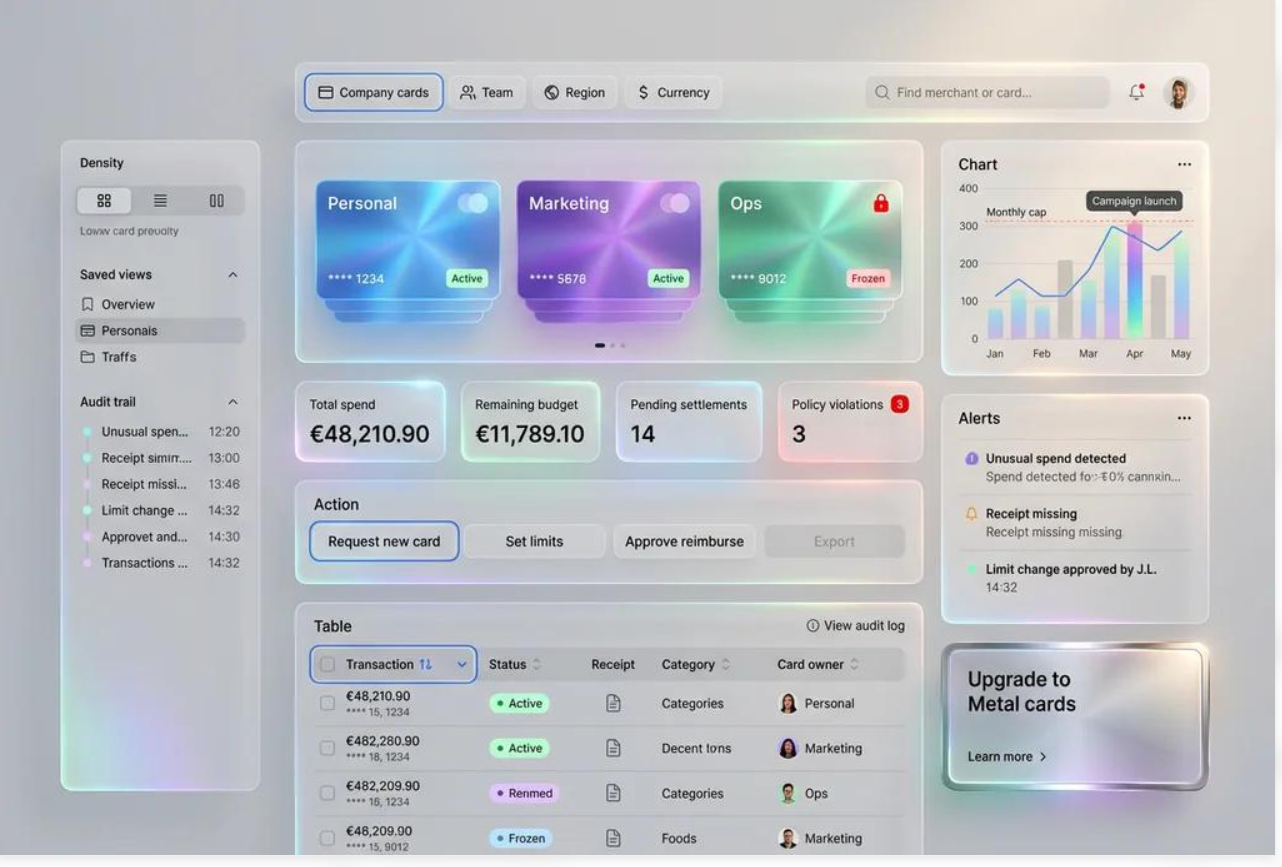 Company cards
Team
Region
$ Currency
Find merchant or card...
Density
Saved views
Overview
Personais
Traffs
Audit trail
Unusual spen... 12:20
Receipt 13:00
Receipt missi... 13:46
Limit change ... 14:32
Approvet and... 14:30
Transactions ... 14:32
Personal
**** 1234
Active
Marketing
**** 5678
Active
Ops
**** 9012
Frozen
Total spend
€48,210.90
Remaining budget
€11,789.10
Pending settlements
14
Policy violations 3
3
Action
Request new card
Set limits
Approve reimburse
Export
Table
View audit log
Transaction Status Receipt Category Card owner
€48,210.90 Active Categories Personal
**** 15, 1234
€482,280.90 Active Decent Marketing
**** 18, 1234
€482,209.90 Renmed Categories Ops
**** 16, 1234
€48,209.90 Frozen Foods Marketing
**** 15, 9012
Chart ...
400
Campaign launch
Monthly cap
300
200
100
0
Jan Feb Mar Apr May
Alerts ...
Unusual spend detected
Spend detected
Receipt missing
Receipt missing missing
Limit change approved by J.L.
14:32
Upgrade to
Metal cards
Learn more >